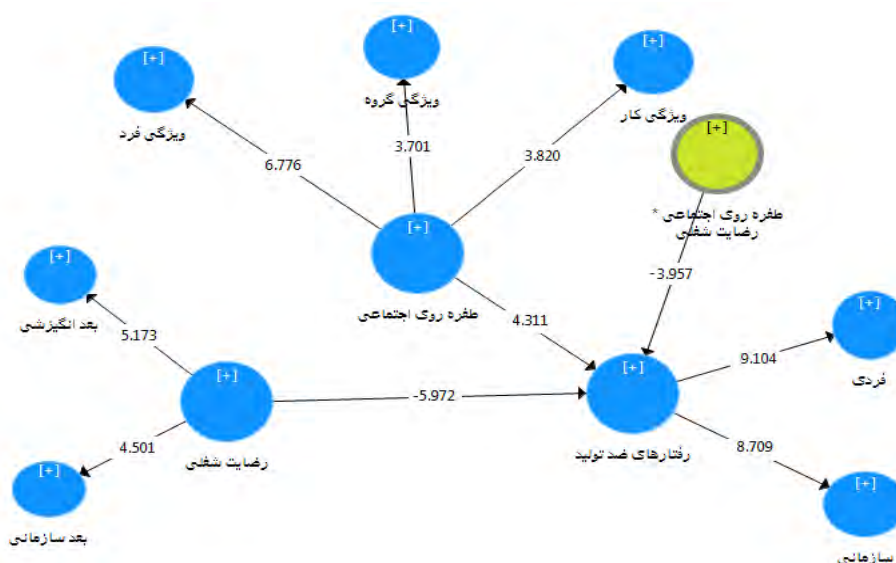 [+]
ویژگی فرد
[+]
ویژگی گروه
[+]
ویژگی کار
[+]
طفره روی اجتماعی *
رضایت شغلی
6.776
3.701
3.820
[+]
طفره روی اجتماعی
-3.957
[+]
بعد انگیزشی
5.173
4.311
[+]
فردی
9.104
[+]
رضایت شغلی
-5.972
[+]
رفتارهای ضد تولید
4.501
8.709
[+]
بعد سازمانی
[+]
سازمانی